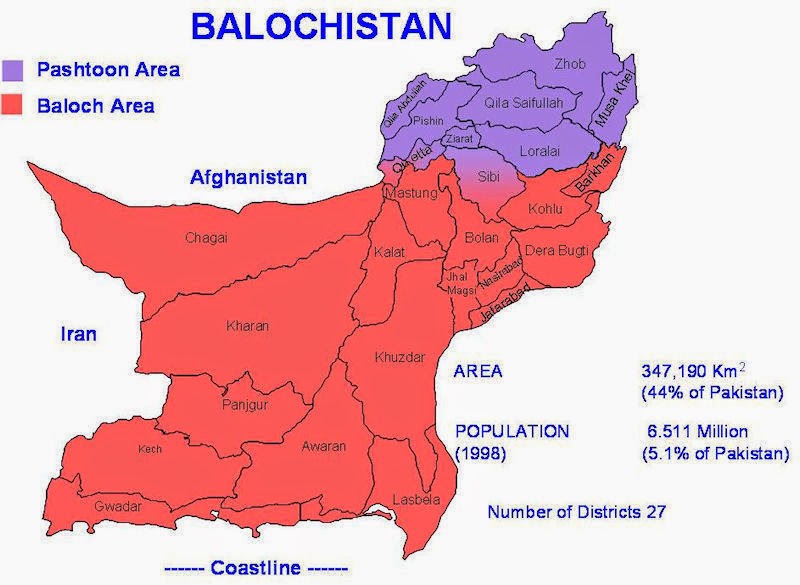 BALOCHISTAN
Pashtoon Area
Baloch Area
Zhob
Musa Khel
Qila Saifullah
Qila Abdullah
Pishin
Ziarat
Loralai
Quetta
Sibi
Barkhan
Afghanistan
Mastung
Kohlu
Chagai
Kalat
Bolan
Dera Bugti
Jhal
Magsi
Nasirabad
Jafarabad
Iran
Kharan
Khuzdar
AREA
347,190 Km2
(44% of Pakistan)
Panjgur
POPULATION
(1998)
6.511 Million
(5.1% of Pakistan)
Kech
Awaran
Gwadar
Lasbela
Number of Districts 27
------ Coastline ------